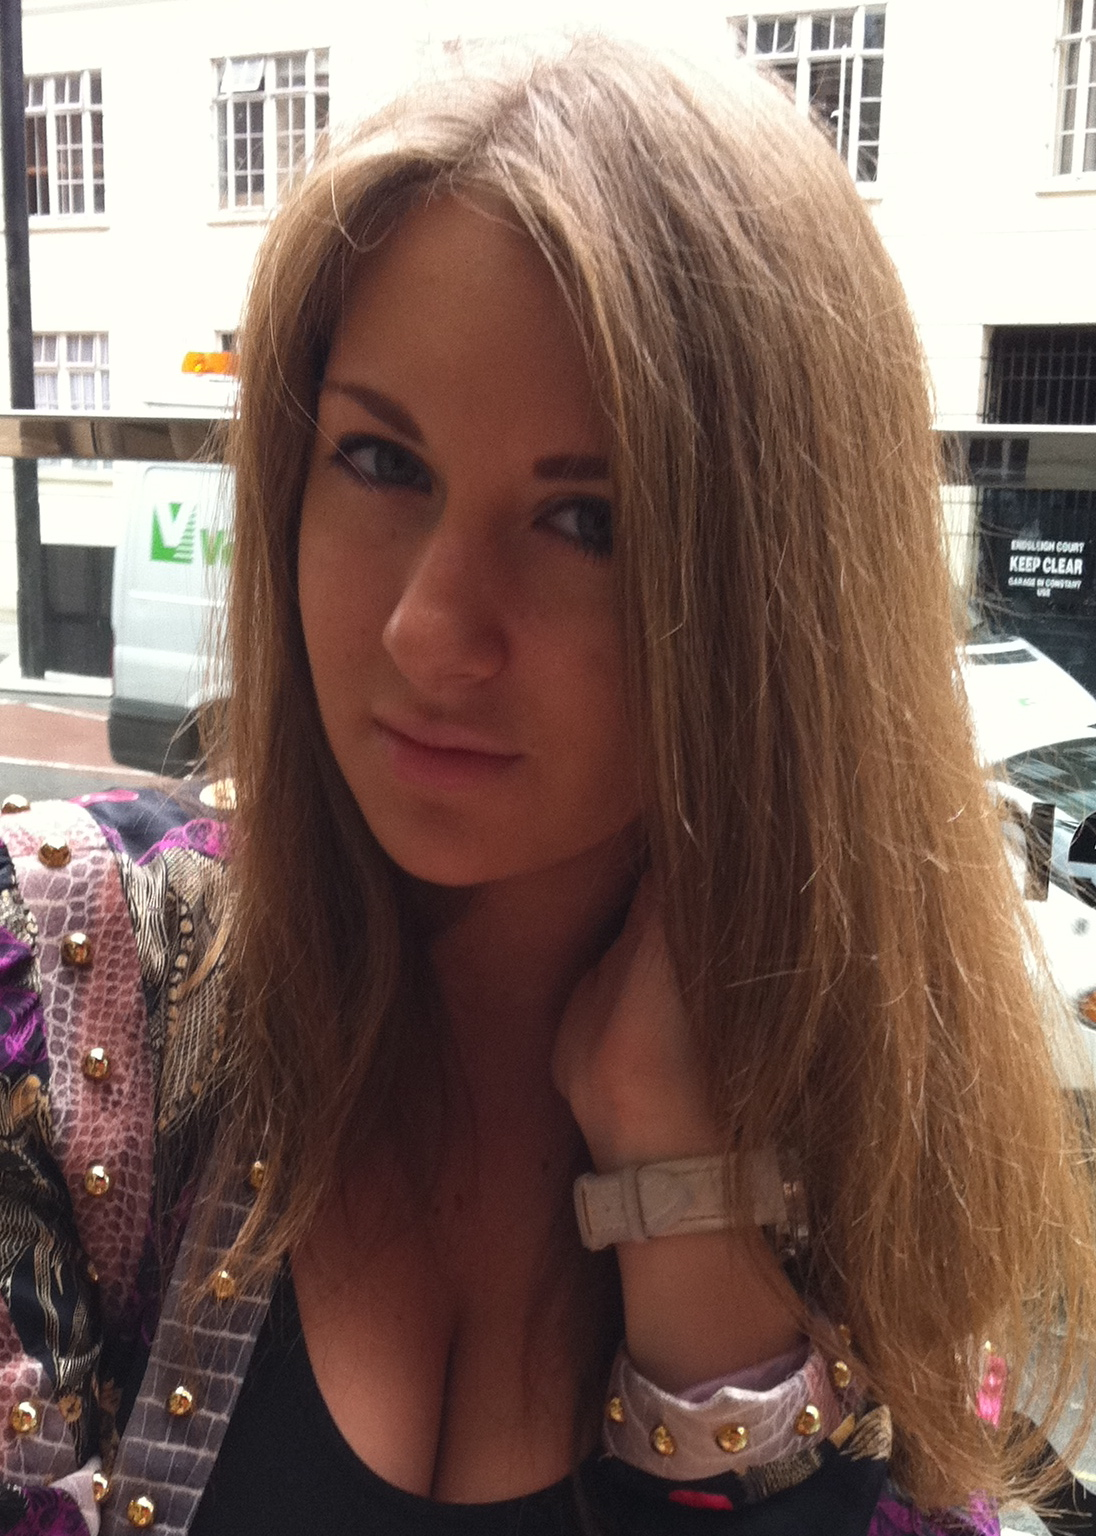 V
ENDSLEIGH COURT
KEEP CLEAR
GARAGE IN CONSTANT
USE